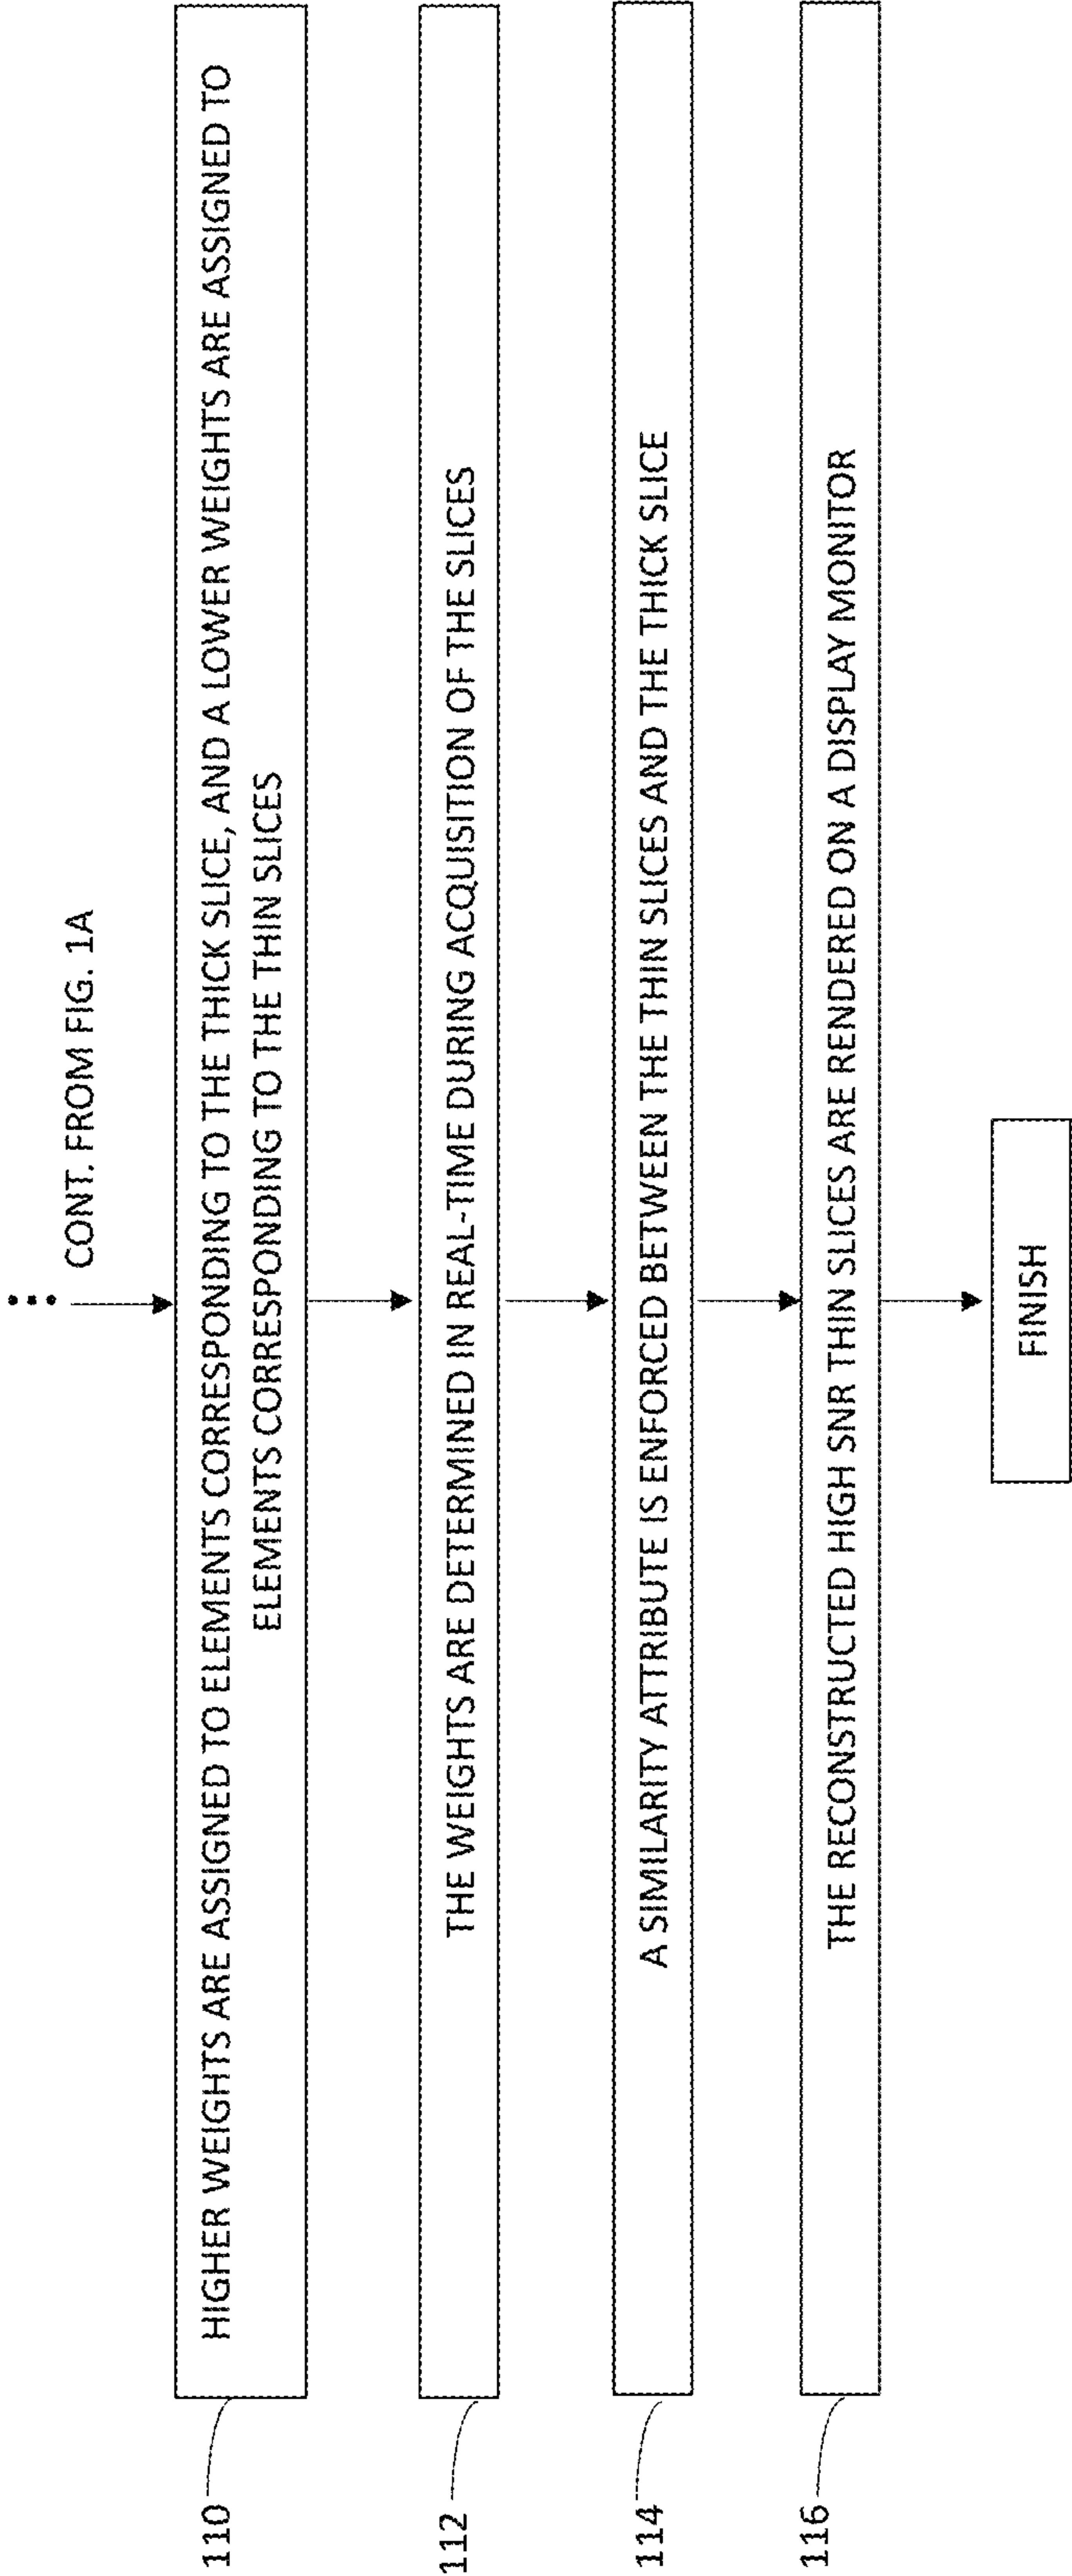 CONT. FROM FIG. 1A
110
HIGHER WEIGHTS ARE ASSIGNED TO ELEMENTS CORRESPONDING TO THE THICK SLICE, AND A LOWER WEIGHTS ARE ASSIGNED TO
ELEMENTS CORRESPONDING TO THE THIN SLICES
112
THE WEIGHTS ARE DETERMINED IN REAL-TIME DURING ACQUISITION OF THE SLICES
114
A SIMILARITY ATTRIBUTE IS ENFORCED BETWEEN THE THIN SLICES AND THE THICK SLICE
116
THE RECONSTRUCTED HIGH SNR THIN SLICES ARE RENDERED ON A DISPLAY MONITOR
FINISH